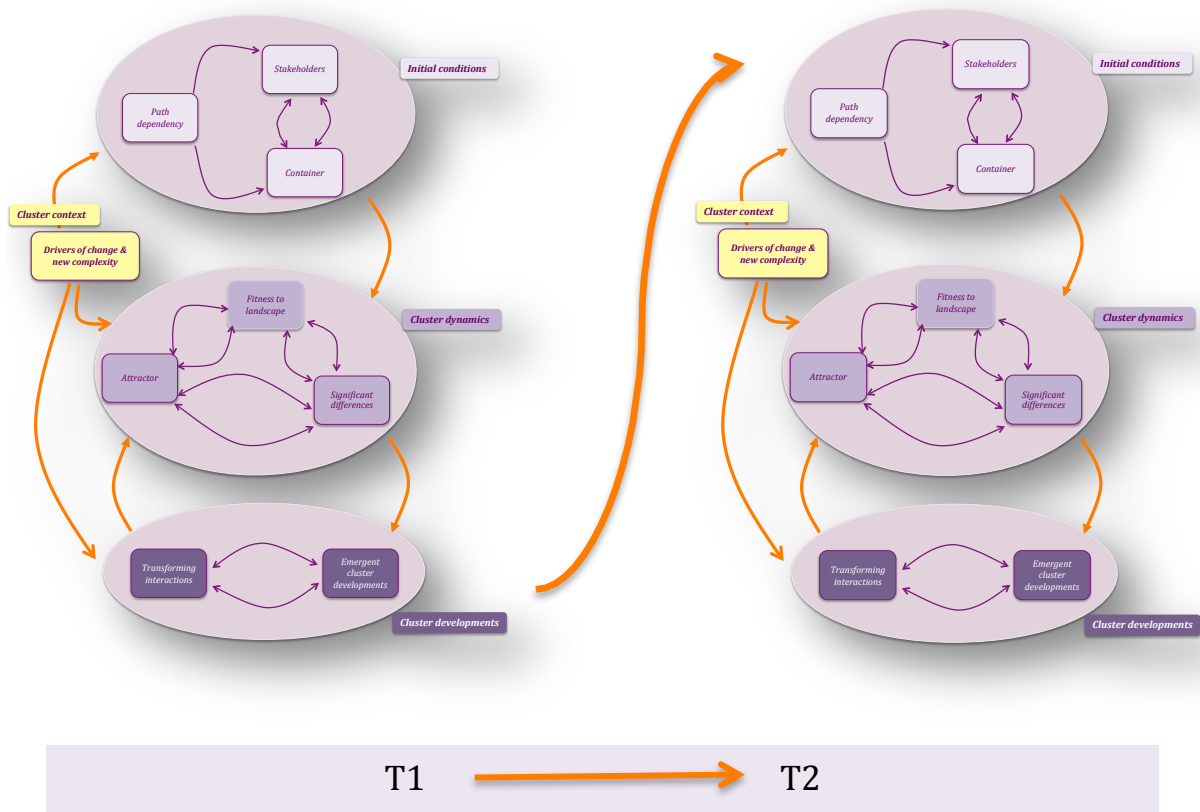 Stakeholders
Initial conditions
Path
dependency
Container
Cluster context
Drivers of change &
new complexity
Fitness to
landscape
Cluster dynamics
Attractor
Significant
differences
Transforming
interactions
Emergent
cluster
developments
Cluster developments
Stakeholders
Initial conditions
Path
dependency
Container
Cluster context
Drivers of change &
new complexity
Fitness to
landscape
Cluster dynamics
Attractor
Significant
differences
Transforming
interactions
Emergent
cluster
developments
Cluster developments
T1
T2